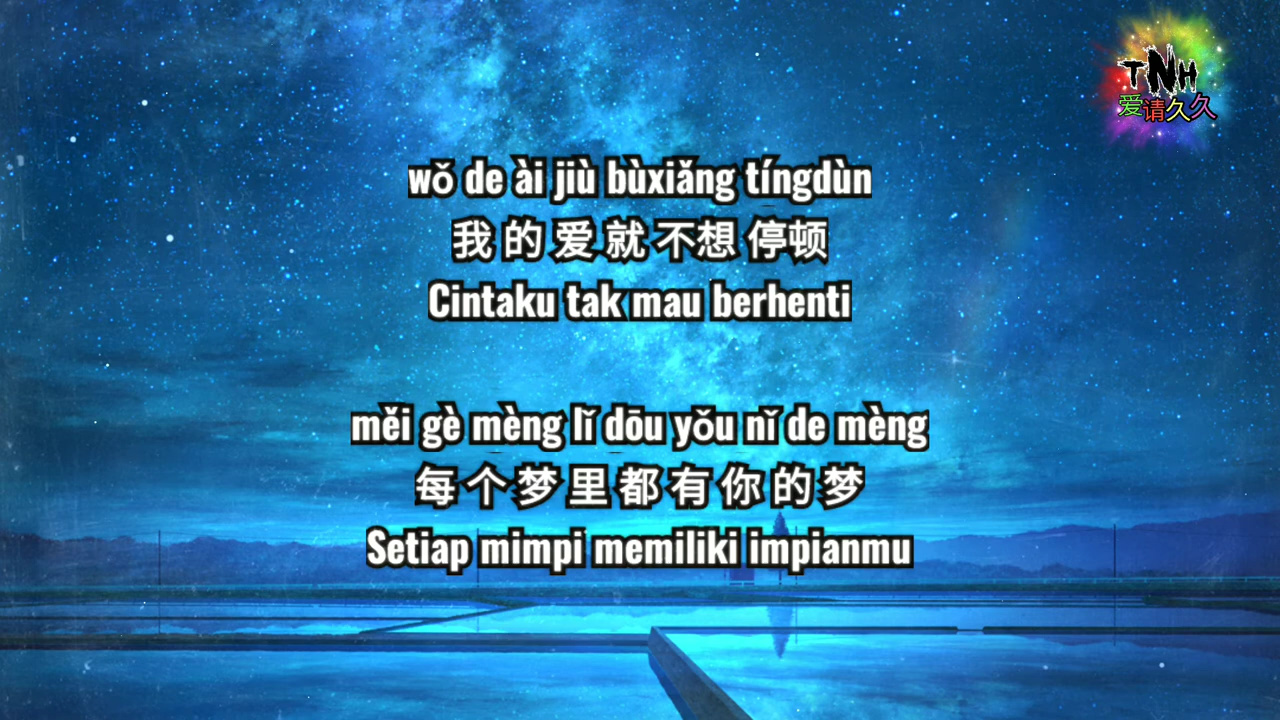 TNH
爱请久久
wǒ de ài jiù bùxiǎng tíngdùn
我 的 爱 就 不想 停顿
Cintaku tak mau berhenti
měi gè mèng lǐ dōu yǒu nǐ de mèng
每 个 梦 里 都 有 你 的 梦
Setiap mimpi memiliki impianmu